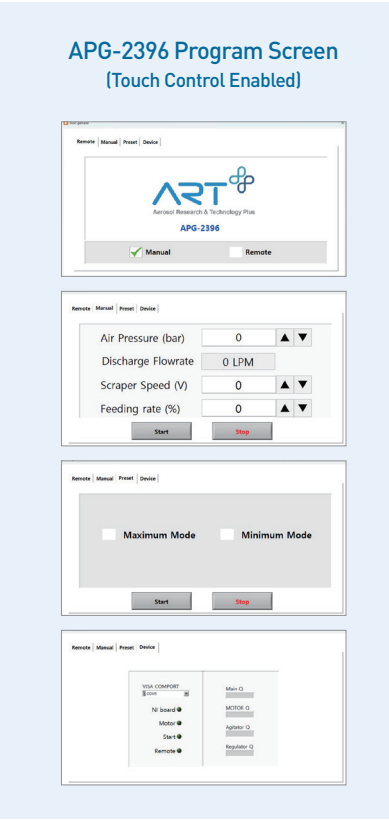 APG-2396 Program Screen
(Touch Control Enabled)
Remote Manual Preset Device
ART
Aerosol Research & Technology Plus
APG-2396
Manual Remote
Remote Manual Preset Device
Air Pressure (bar) 0
Discharge Flowrate 0 LPM
Scraper Speed (V) 0
Feeding rate (%) 0
Start Stop
Remote Manual Preset Device
Maximum Mode Minimum Mode
Start Stop
Remote Manual Preset Device
VISA COMPORT
Main Q
NI board
MOTOR Q
Motor
Agitator Q
Start
Remote
Regulator Q